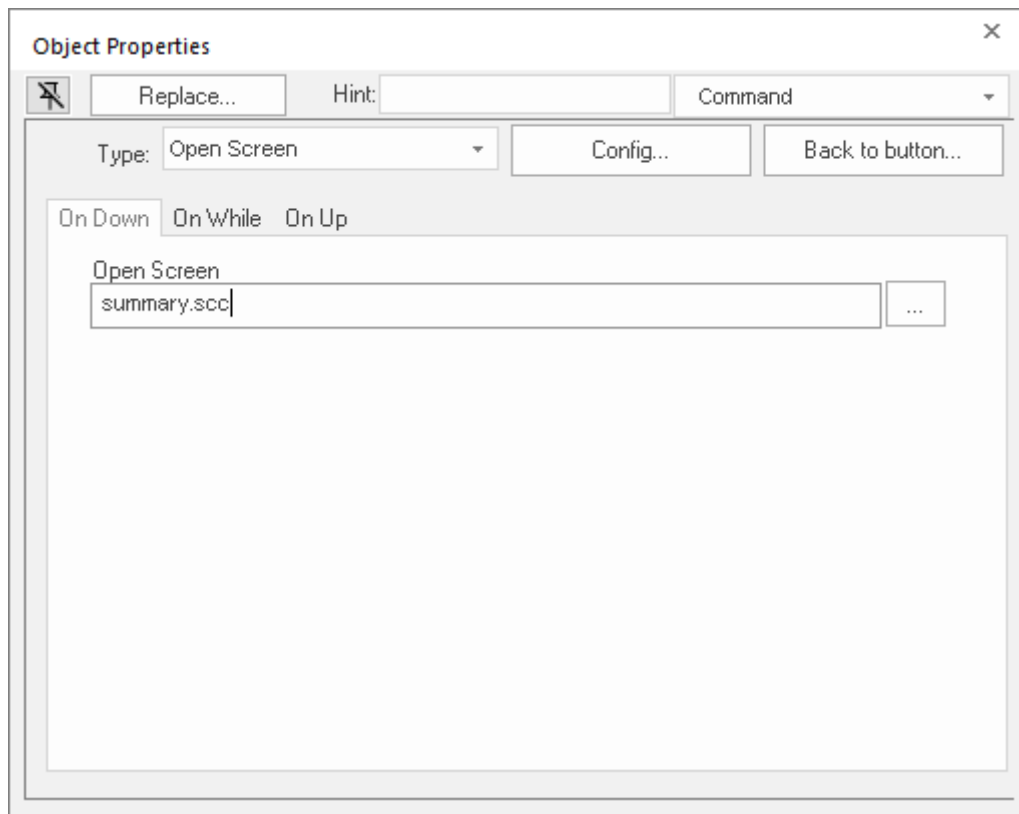 Object Properties
Replace... Hint: Command
Type: Open Screen Config... Back to button...
On Down On While On Up
Open Screen
summary.scc ...